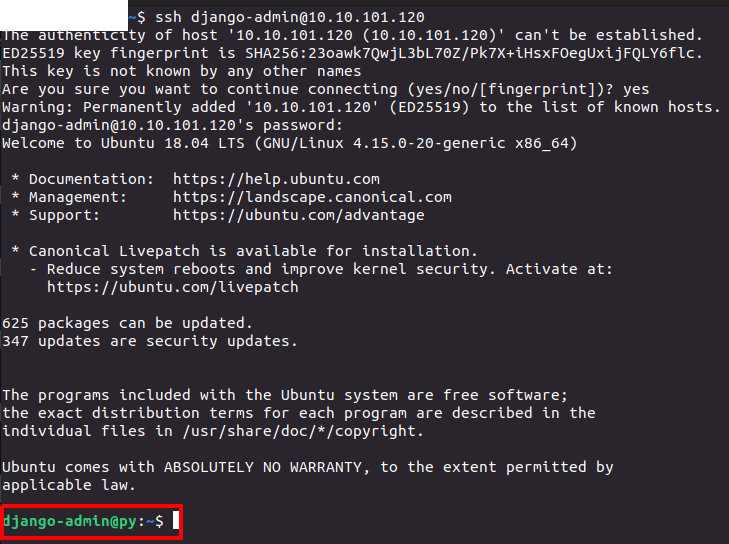 ~$ ssh django-admin@10.10.101.120
The authenticity of host '10.10.101.120 (10.10.101.120)' can't be established.
ED25519 key fingerprint is SHA256:23oawk7QwjL3bL70Z/Pk7X+iHsxFOegUxijFQLY6flc.
This key is not known by any other names
Are you sure you want to continue connecting (yes/no/[fingerprint])? yes
Warning: Permanently added '10.10.101.120' (ED25519) to the list of known hosts.
django-admin@10.10.101.120's password:
Welcome to Ubuntu 18.04 LTS (GNU/Linux 4.15.0-20-generic x86_64)
* Documentation:  https://help.ubuntu.com
* Management:     https://landscape.canonical.com
* Support:        https://ubuntu.com/advantage
* Canonical Livepatch is available for installation.
- Reduce system reboots and improve kernel security. Activate at:
https://ubuntu.com/livepatch
625 packages can be updated.
347 updates are security updates.
The programs included with the Ubuntu system are free software;
the exact distribution terms for each program are described in the
individual files in /usr/share/doc/*/copyright.
Ubuntu comes with ABSOLUTELY NO WARRANTY, to the extent permitted by
applicable law.
django-admin@py:~$